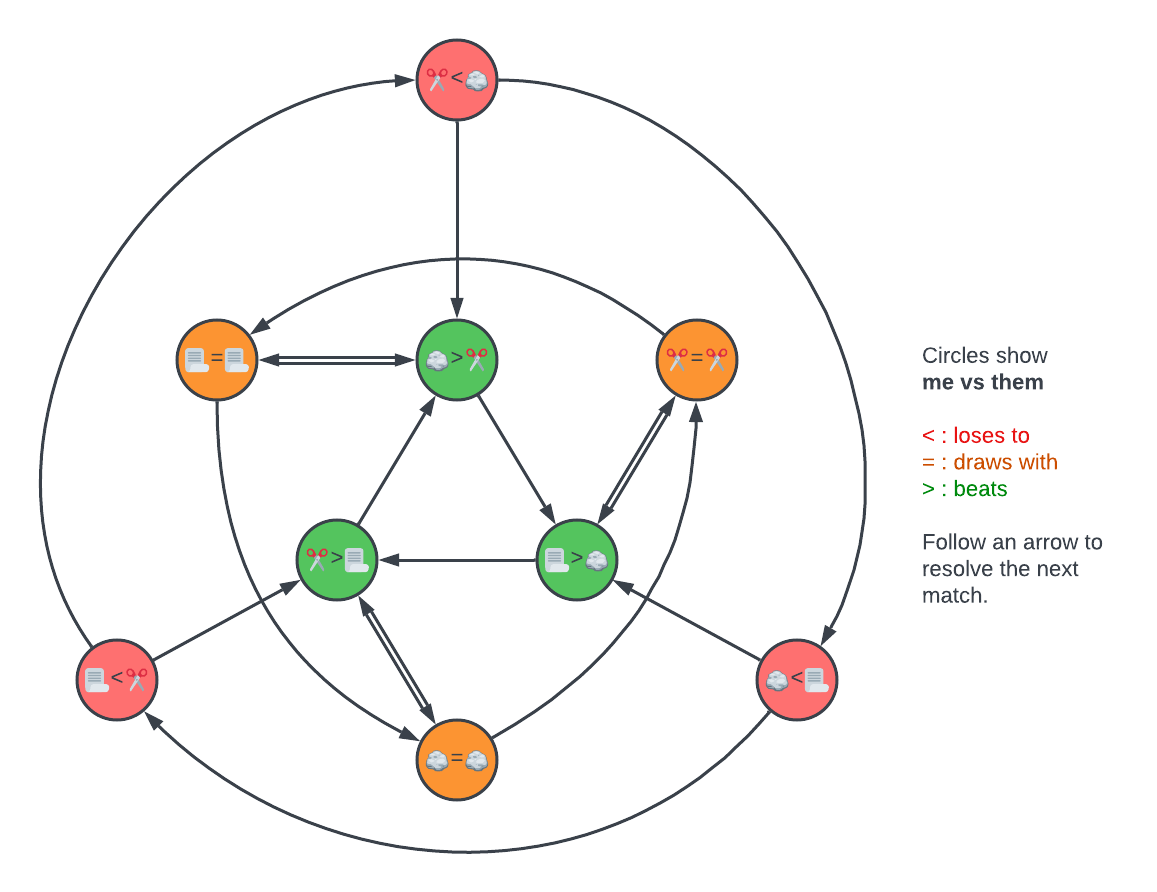 ✂️<🪨
📜=📜
🪨>✂️
✂️=✂️
Circles show
me vs them
< : loses to
= : draws with
> : beats
Follow an arrow to
resolve the next
match.
✂️>📜
📜>🪨
📜<✂️
🪨<📜
🪨=🪨